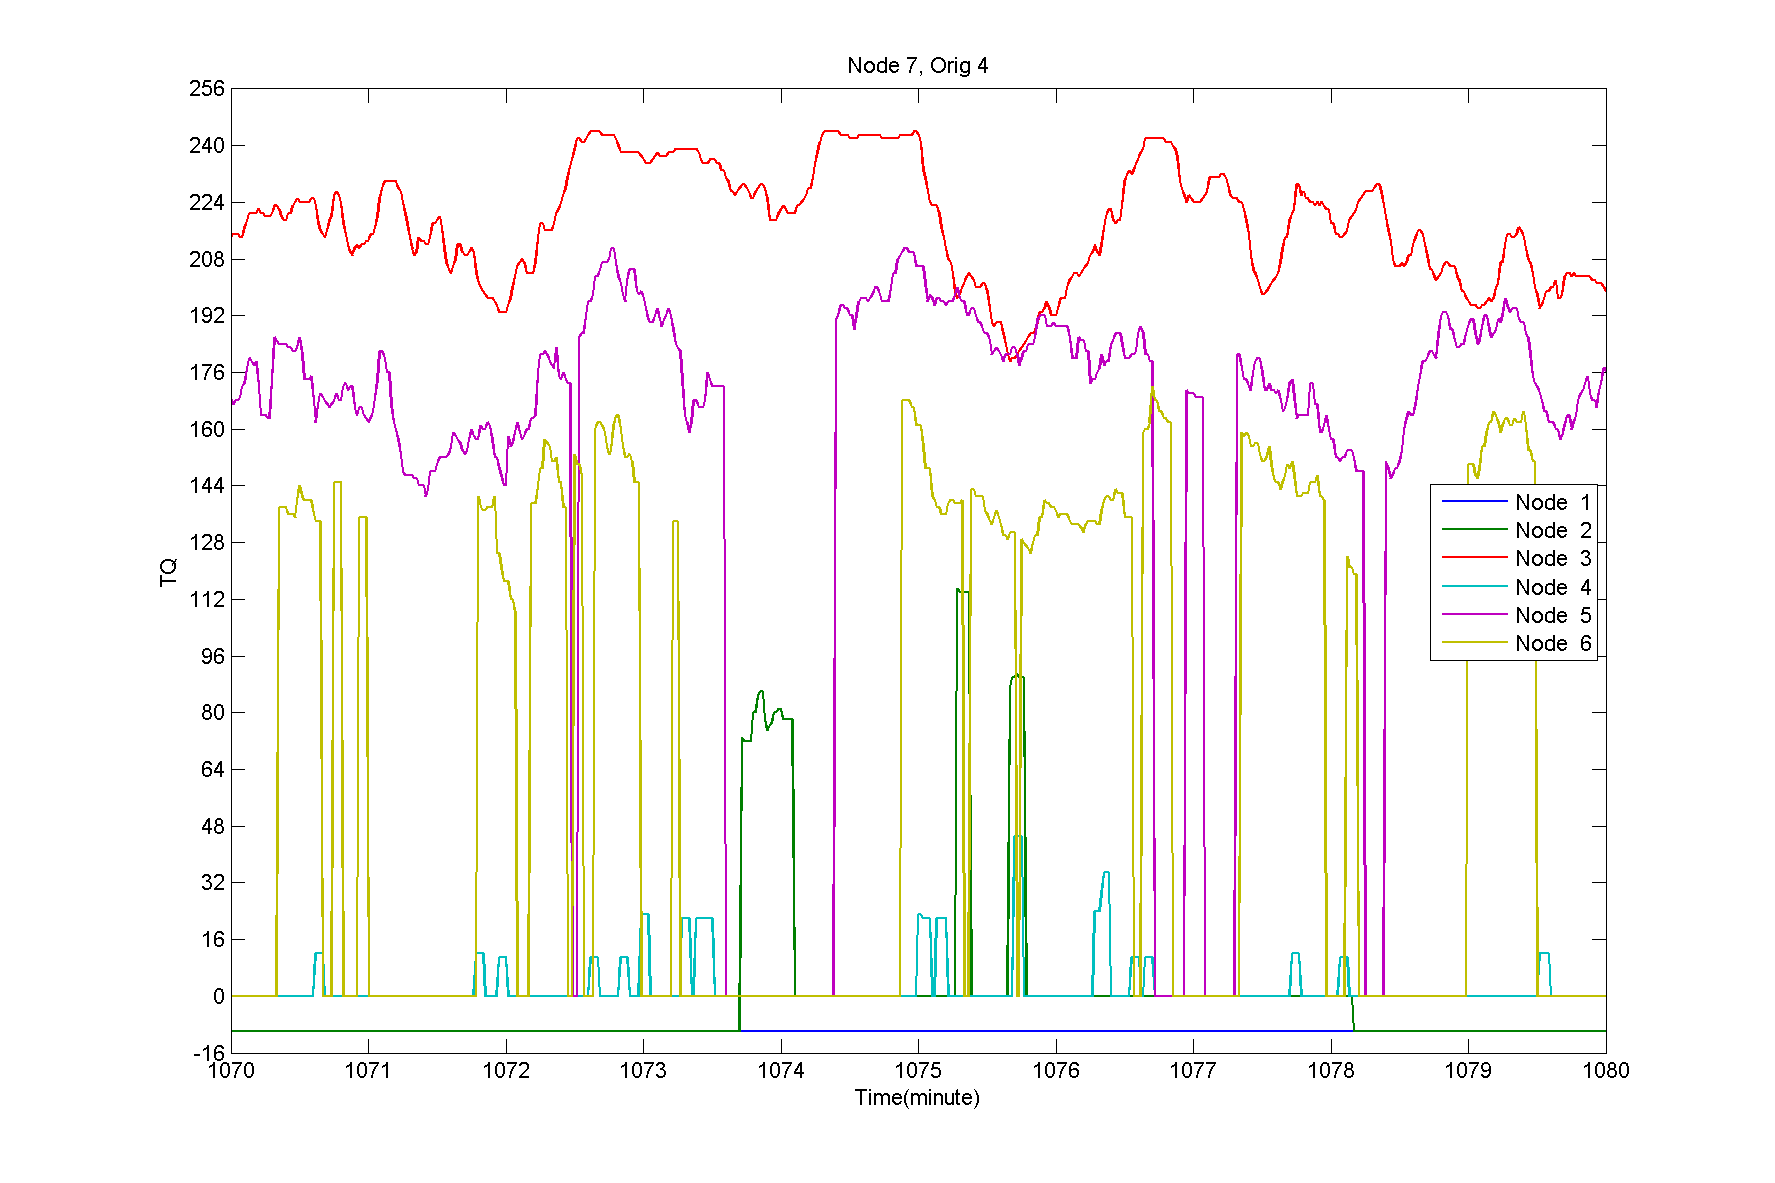 Node 7, Orig 4
256
240
224
208
192
176
160
144
128
112
96
80
64
48
32
16
0
-16
TQ
Node 1
Node 2
Node 3
Node 4
Node 5
Node 6
1070 1071 1072 1073 1074 1075 1076 1077 1078 1079 1080
Time(minute)